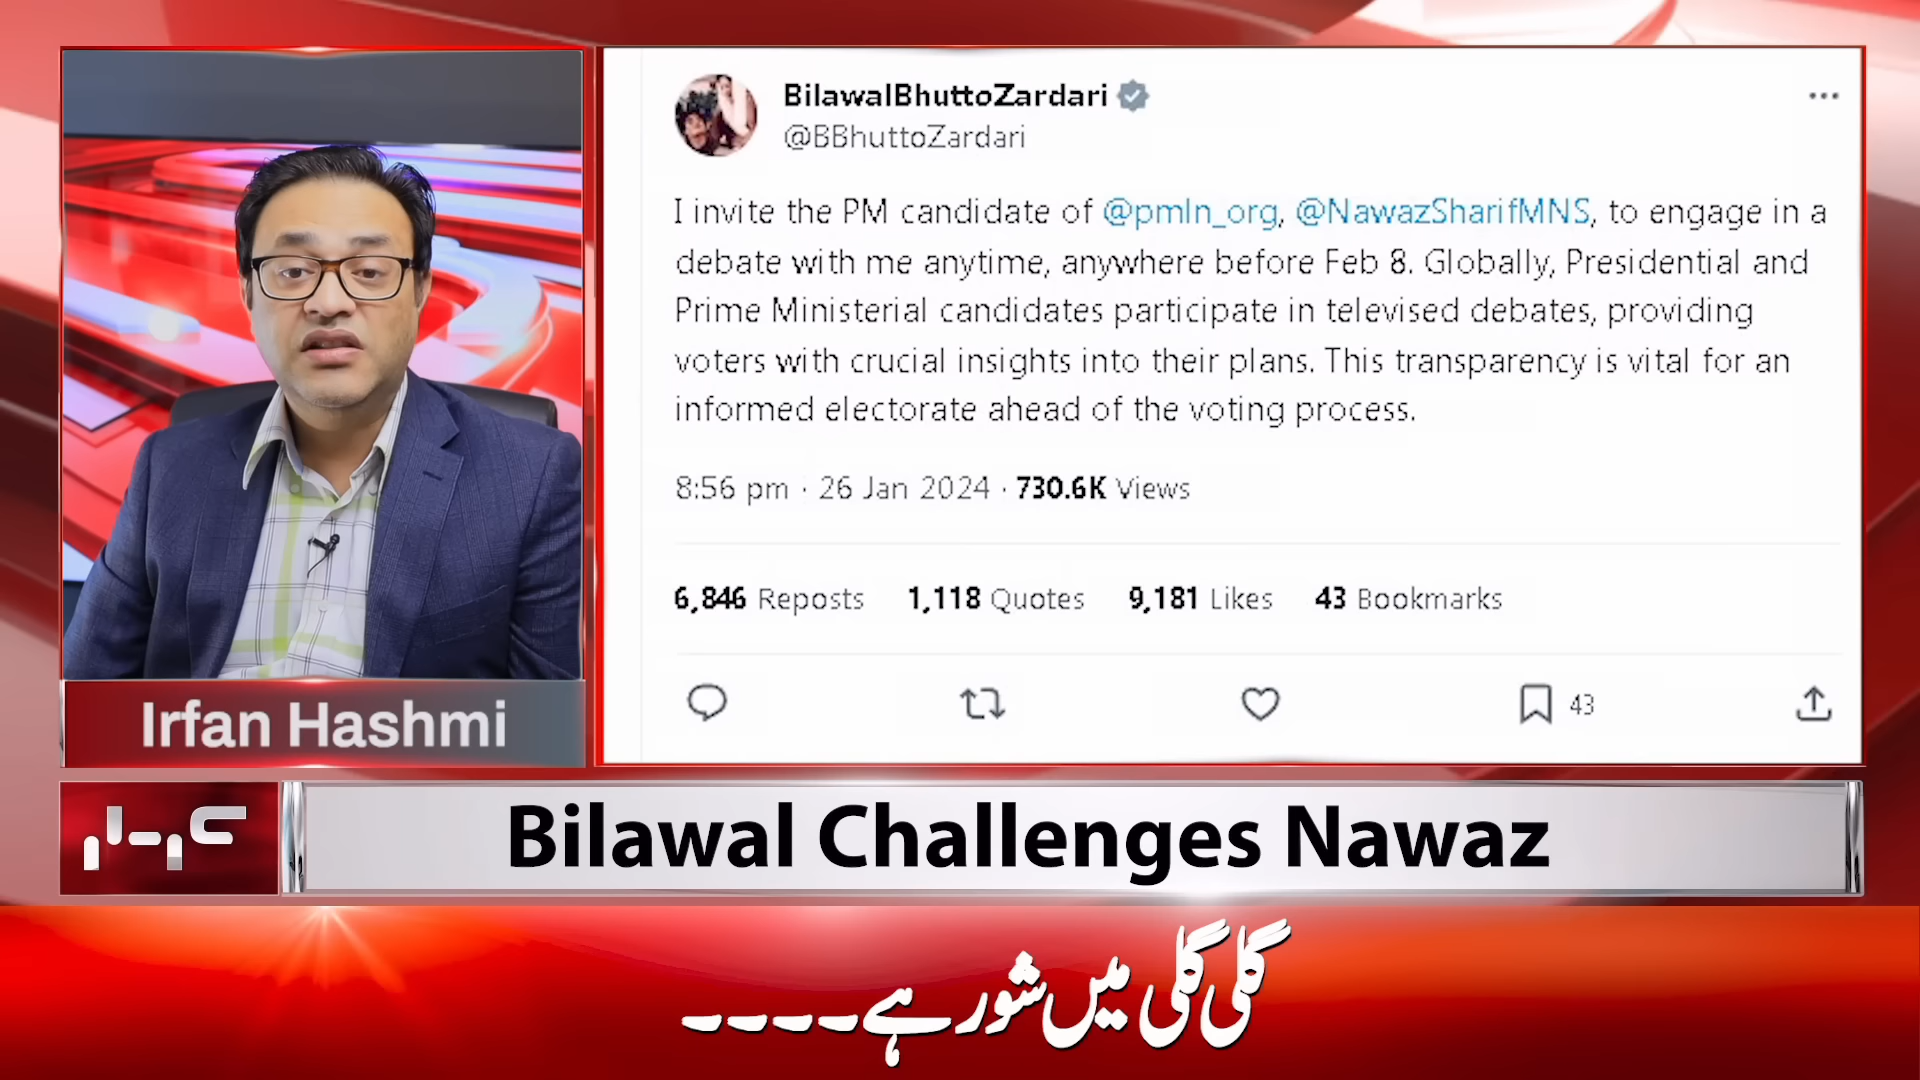 BilawalBhuttoZardari
@BBhuttoZardari
I invite the PM candidate of @pmln_org, @NawazSharifMNS, to engage in a
debate with me anytime, anywhere before Feb 8. Globally, Presidential and
Prime Ministerial candidates participate in televised debates, providing
voters with crucial insights into their plans. This transparency is vital for an
informed electorate ahead of the voting process.
8:56 pm · 26 Jan 2024 · 730.6K Views
6,846 Reposts 1,118 Quotes 9,181 Likes 43 Bookmarks
43
Irfan Hashmi
Bilawal Challenges Nawaz
گلی گلی میں شور ہے۔۔۔۔